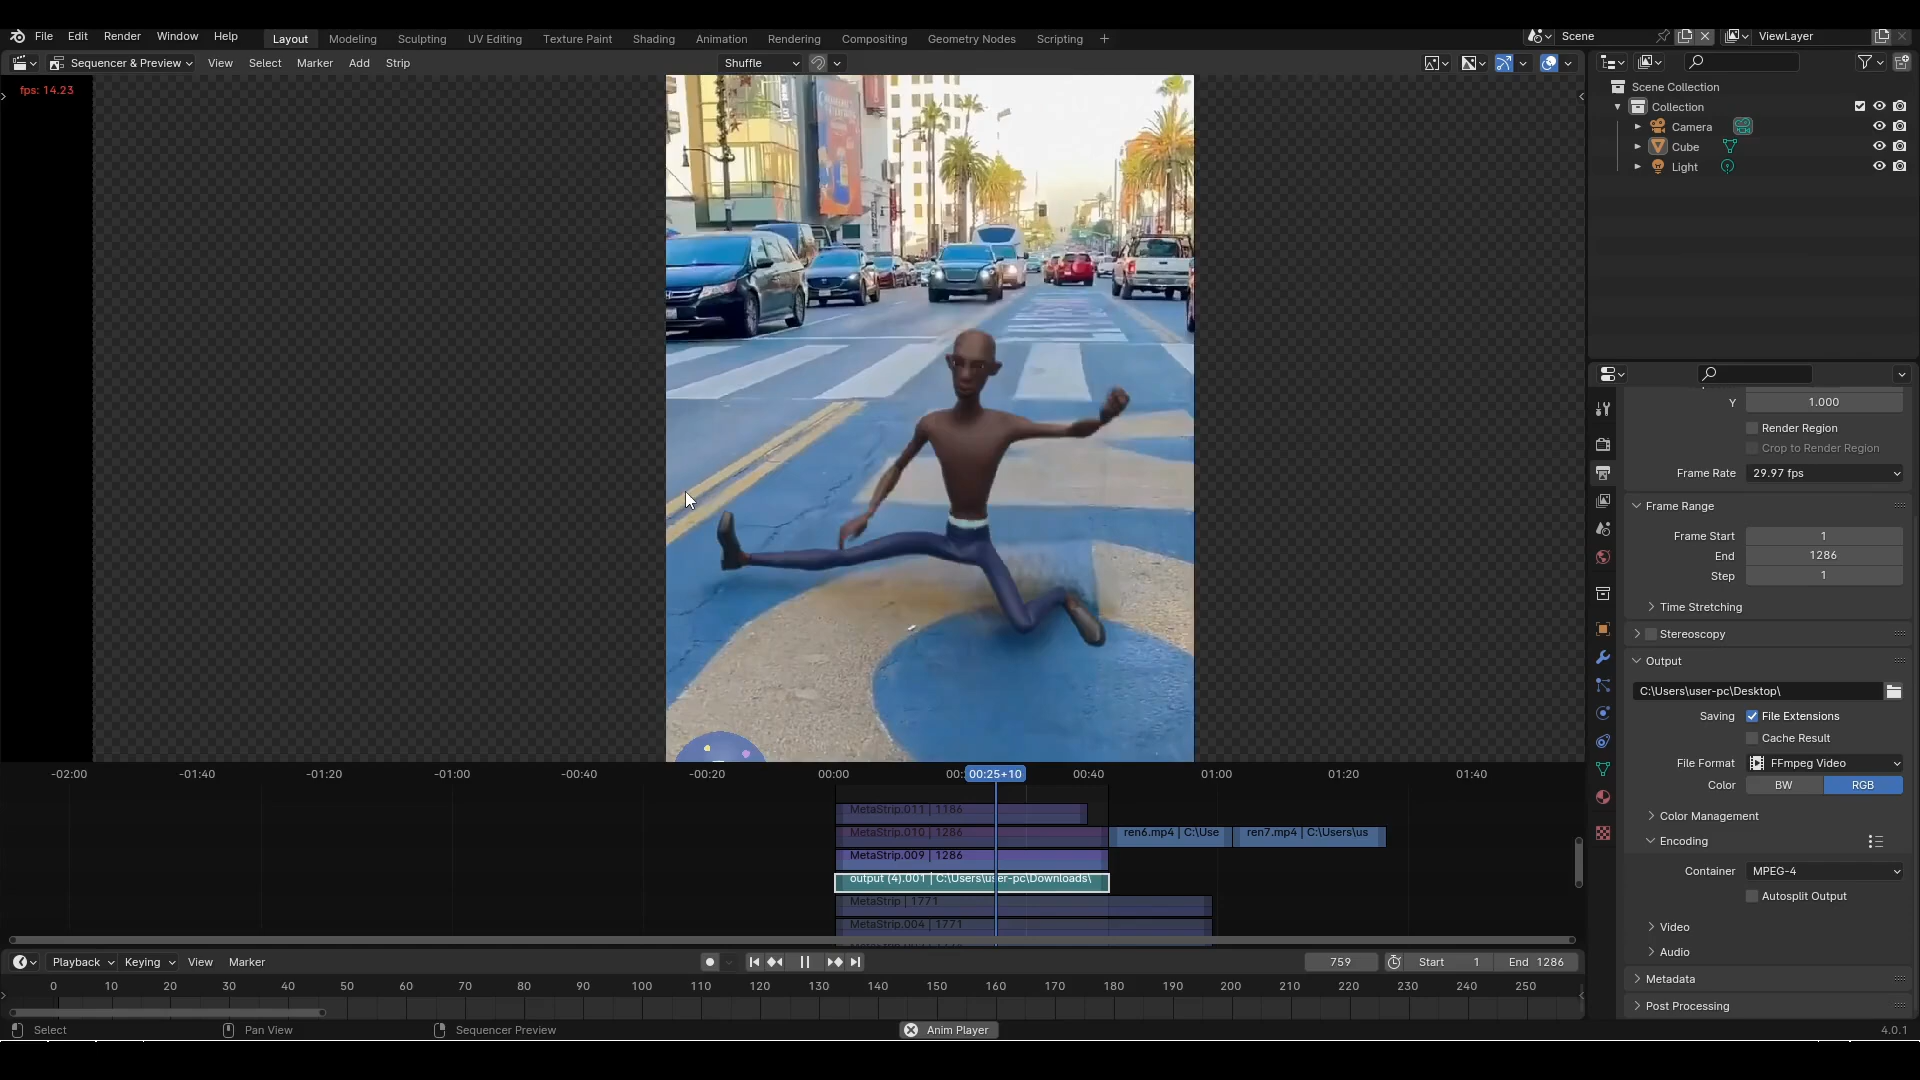 File Edit Render Window Help
Layout Modeling Sculpting UV Editing Texture Paint Shading Animation Rendering Compositing Geometry Nodes Scripting +
Scene
ViewLayer
Sequencer & Preview View Select Marker Add Strip
Shuffle
fps: 14.23
Scene Collection
Collection
Camera
Cube
Light
Y 1.000
Render Region
Crop to Render Region
Frame Rate 29.97 fps
Frame Range
Frame Start 1
End 1286
Step 1
Time Stretching
Stereoscopy
Output
C:\Users\user-pc\Desktop\
Saving File Extensions
Cache Result
File Format FFmpeg Video
Color BW RGB
Color Management
Encoding
Container MPEG-4
Autosplit Output
Video
Audio
Metadata
Post Processing
-02:00 -01:40 -01:20 -01:00 -00:40 -00:20 00:00 00:25+10 00:40 01:00 01:20 01:40
MetaStrip.011 | 1186
MetaStrip.010 | 1286
ren6.mp4 | C:\Use
ren7.mp4 | C:\Users\us
MetaStrip.009 | 1286
output (4).001 | C:\Users\user-pc\Downloads\
MetaStrip | 1771
MetaStrip.004 | 1771
Playback Keying View Marker
759 Start 1 End 1286
0 10 20 30 40 50 60 70 80 90 100 110 120 130 140 150 160 170 180 190 200 210 220 230 240 250
Select Pan View Sequencer Preview Anim Player 4.0.1